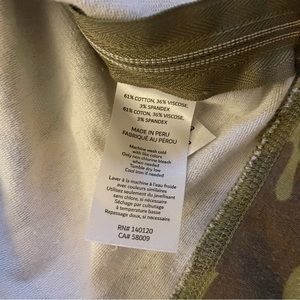 61% COTTON, 36% VISCOSE,
3% SPANDEX
61% COTTON, 36% VISCOSE,
3% SPANDEX
MADE IN PERU
FABRIQUÉ AU PÉROU
Machine wash cold
with like colors
Only non chlorine bleach
when needed
Tumble dry low
Cool iron if needed
Laver à la machine à l'eau froide
avec couleurs similaires
Seulement du javellisant
sans chlore, si nécessaire
Séchage par culbutage
à température basse
Repassage doux, si nécessaire
RN# 140120
CA# 58009